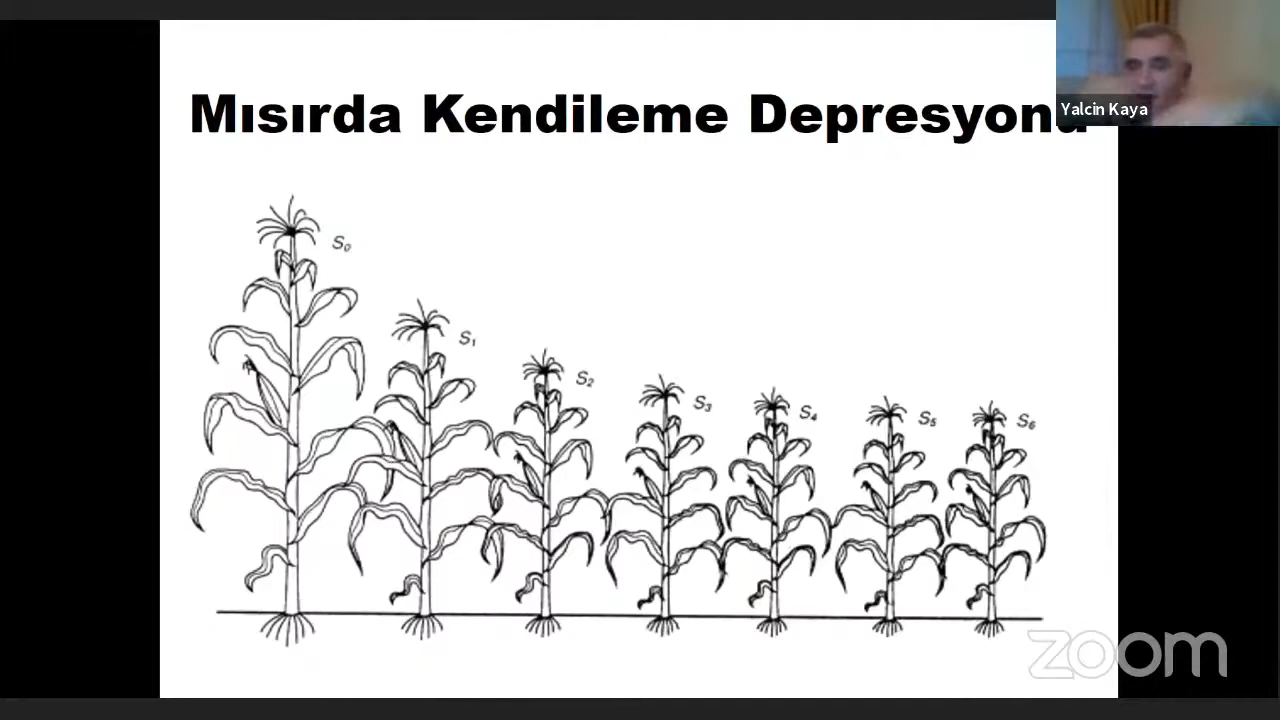 Mısırda Kendileme Depresyonu
Yalcin Kaya
S₀
S₁
S₂
S₃
S₄
S₅
S₆
zoom